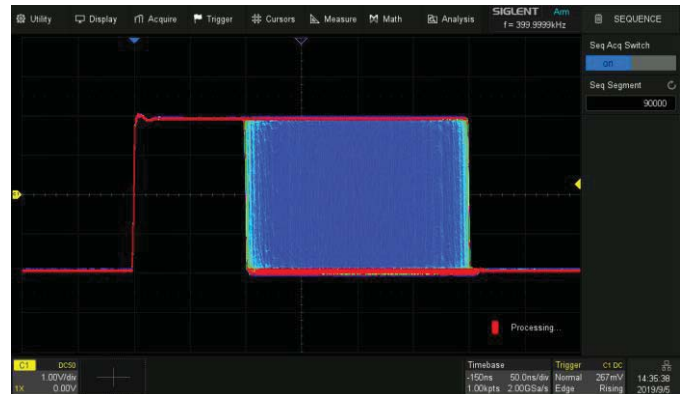 Utility Display Acquire Trigger Cursors Measure Math Analysis SIGLENT Arm SEQUENCE
f = 399.9999kHz
Seq Acq Switch
on
Seq Segment
90000
Processing...
C1 DC50
1.00V/div
1X 0.00V
Timebase
-150ns 50.0ns/div
1.00kpts 2.00GSa/s
Trigger C1 DC
Normal 267mV
Edge Rising
14:35:38
2019/9/5